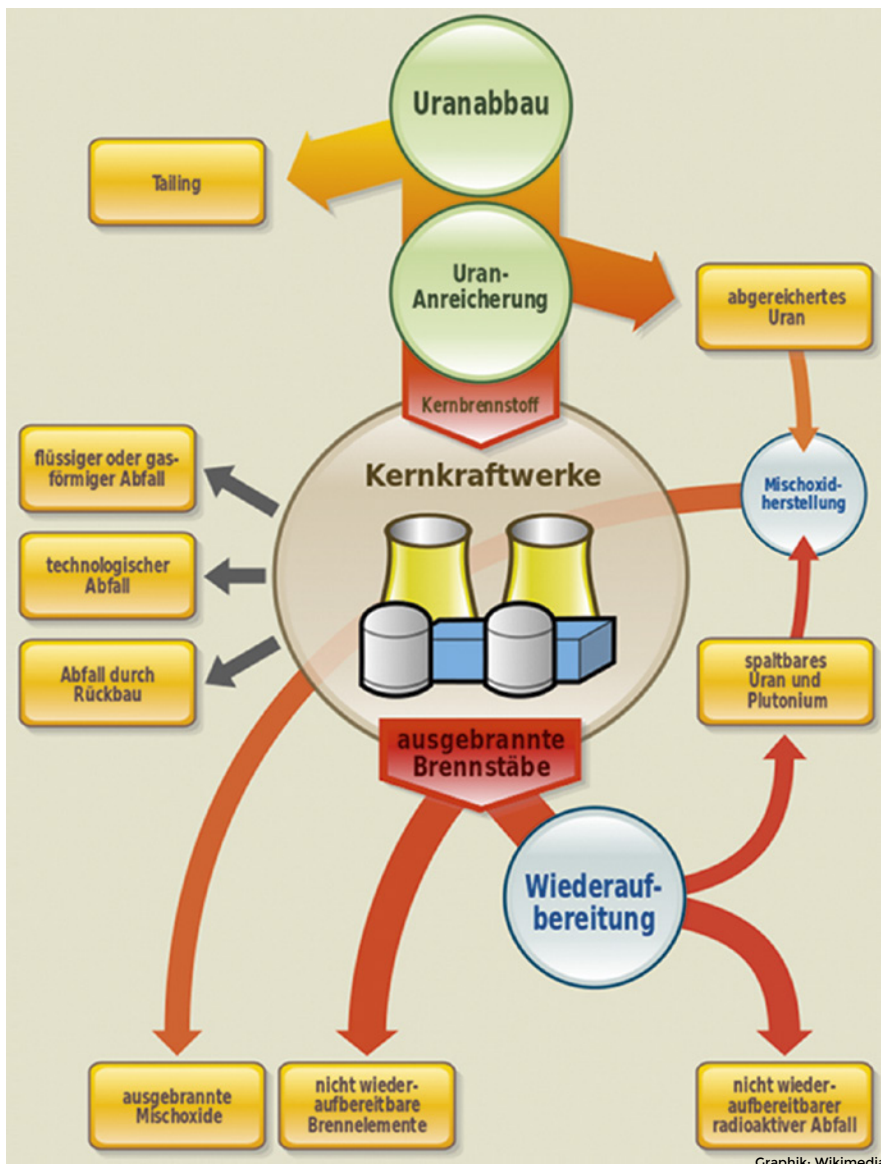 Uranabbau
Tailing
Uran-
Anreicherung
abgereichertes
Uran
Kernbrennstoff
Kernkraftwerke
flüssiger oder gas-
förmiger Abfall
Mischoxid-
herstellung
technologischer
Abfall
Abfall durch
Rückbau
spaltbares
Uran und
Plutonium
ausgebrannte
Brennstäbe
Wiederauf-
bereitung
ausgebrannte
Mischoxide
nicht wieder-
aufbereitbare
Brennelemente
nicht wieder-
aufbereitbarer
radioaktiver Abfall
Graphik: Wikimedia